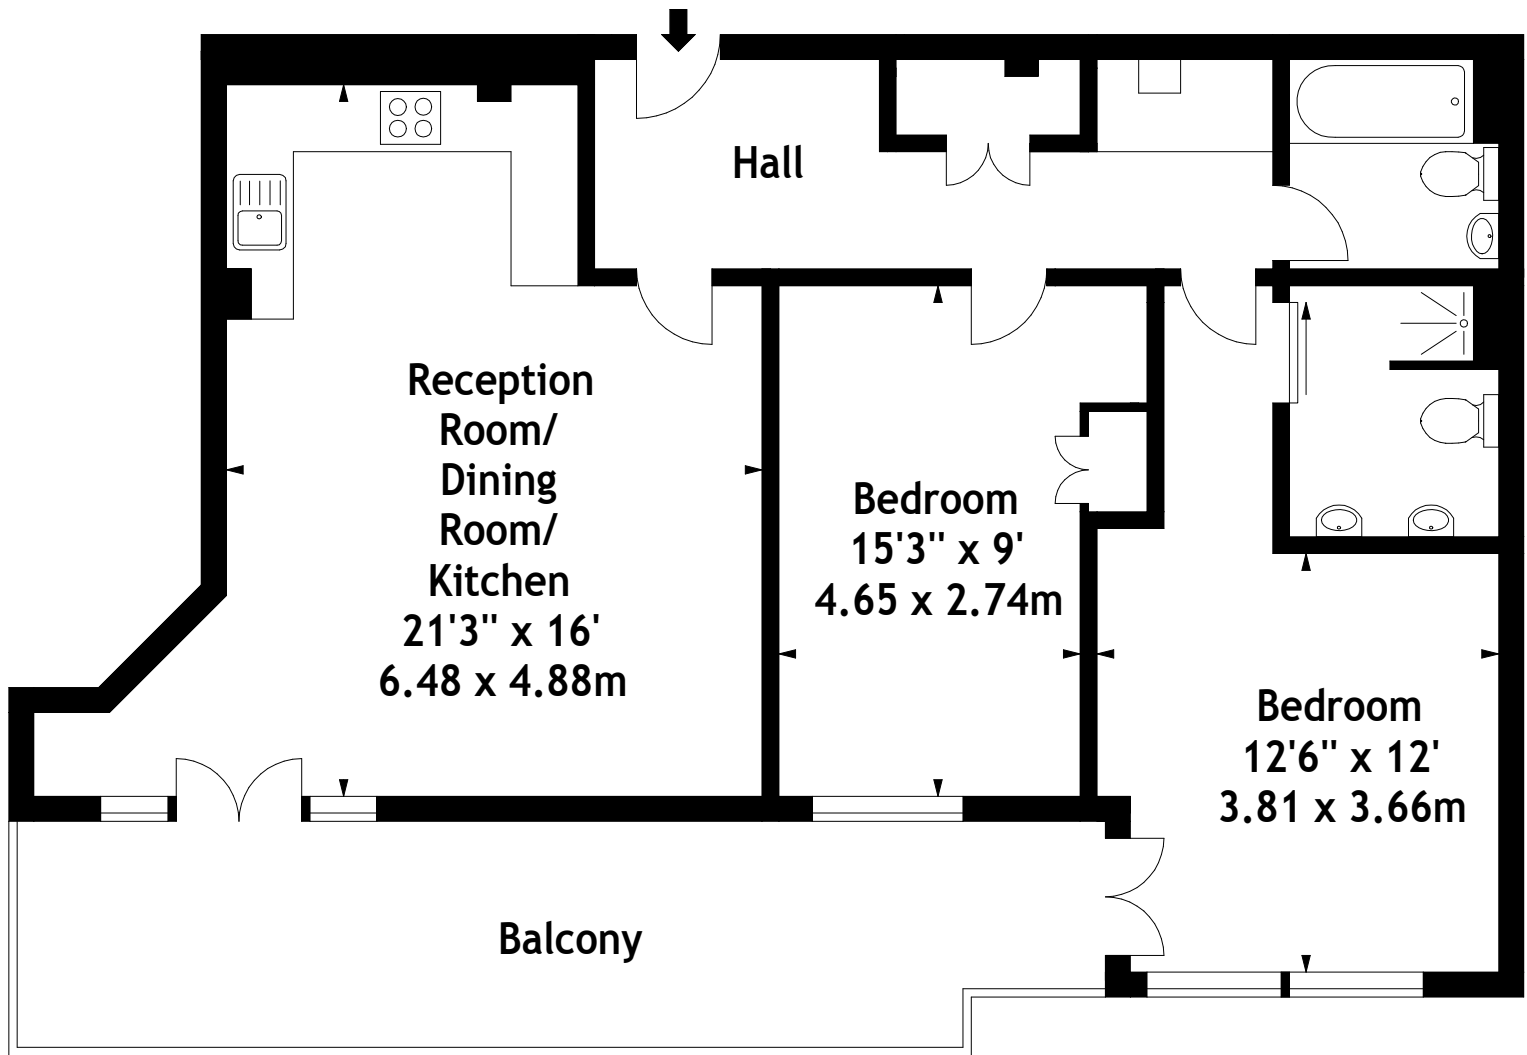 Hall
Reception
Room/
Dining
Room/
Kitchen
21'3" x 16'
6.48 x 4.88m
Bedroom
15'3" x 9'
4.65 x 2.74m
Bedroom
12'6" x 12'
3.81 x 3.66m
Balcony